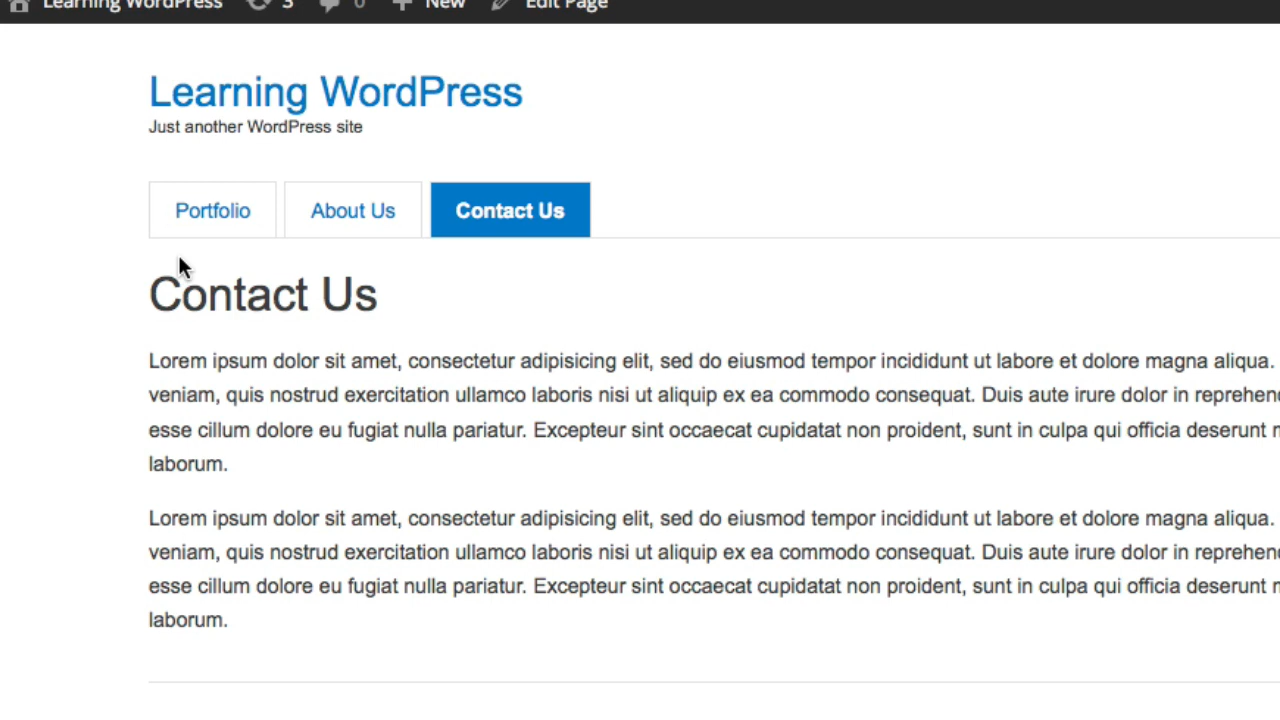 Learning WordPress 3 0 New Edit Page
Learning WordPress
Just another WordPress site
Portfolio About Us Contact Us
Contact Us
Lorem ipsum dolor sit amet, consectetur adipisicing elit, sed do eiusmod tempor incididunt ut labore et dolore magna aliqua.
veniam, quis nostrud exercitation ullamco laboris nisi ut aliquip ex ea commodo consequat. Duis aute irure dolor in
esse cillum dolore eu fugiat nulla pariatur. Excepteur sint occaecat cupidatat non proident, sunt in culpa qui officia deserunt
laborum.
Lorem ipsum dolor sit amet, consectetur adipisicing elit, sed do eiusmod tempor incididunt ut labore et dolore magna aliqua.
veniam, quis nostrud exercitation ullamco laboris nisi ut aliquip ex ea commodo consequat. Duis aute irure dolor in
esse cillum dolore eu fugiat nulla pariatur. Excepteur sint occaecat cupidatat non proident, sunt in culpa qui officia deserunt
laborum.